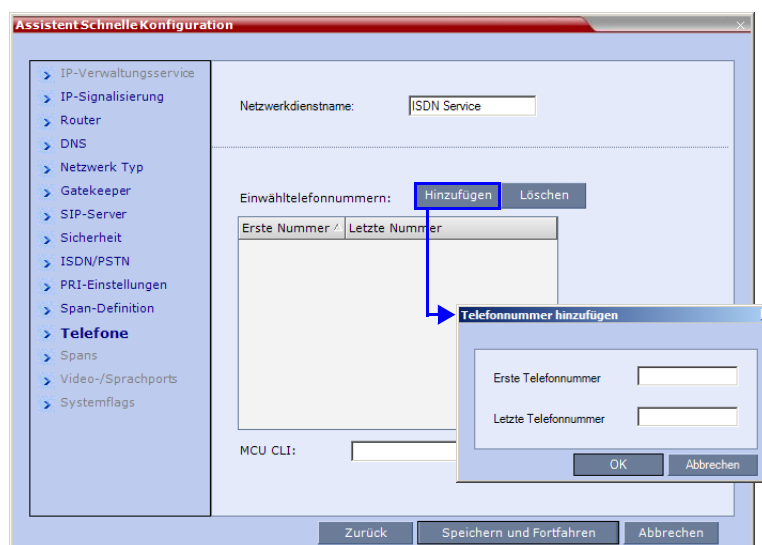 Assistent Schnelle Konfiguration
IP-Verwaltungsservice
IP-Signalisierung
Router
DNS
Netzwerk Typ
Gatekeeper
SIP-Server
Sicherheit
ISDN/PSTN
PRI-Einstellungen
Span-Definition
Telefone
Spans
Video-/Sprachports
Systemflags
Netzwerkdienstname: ISDN Service
Einwähltelefonnummern: Hinzufügen Löschen
Erste Nummer Letzte Nummer
MCU CLI:
Telefonnummer hinzufügen
Erste Telefonnummer
Letzte Telefonnummer
OK Abbrechen
Zurück Speichern und Fortfahren Abbrechen